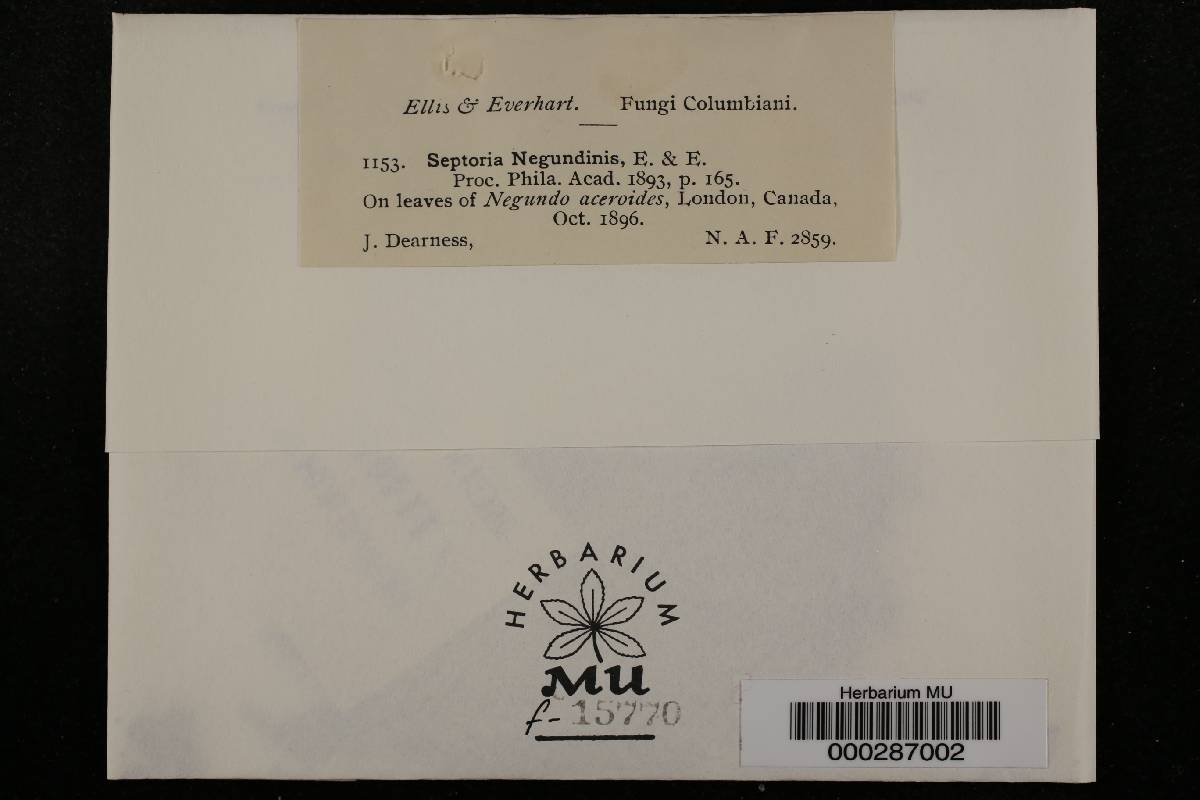 Ellis & Everhart. Fungi Columbiani.
1153. Septoria Negundinis, E. & E.
Proc. Phila. Acad. 1893, p. 165.
On leaves of Negundo aceroides, London, Canada,
Oct. 1896.
J. Dearness, N. A. F. 2859.
HERBARIUM
MU
f-15770
Herbarium MU
000287002